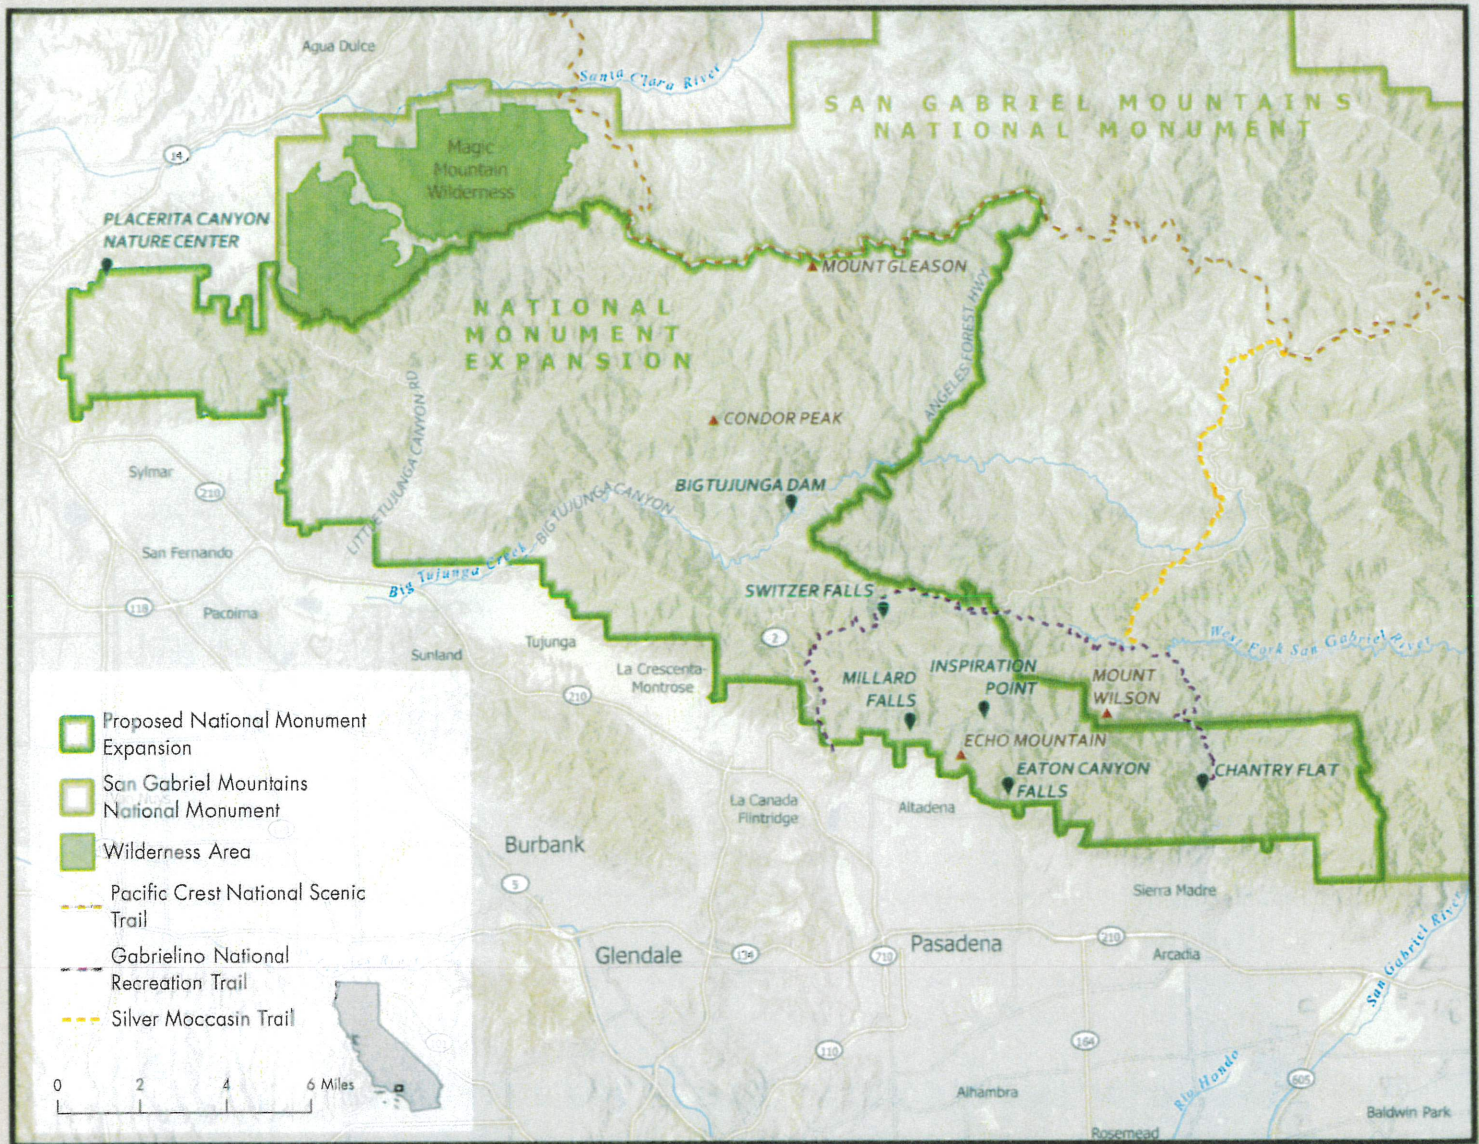 Agua Dulce
Santa Clara River
SAN GABRIEL MOUNTAINS
NATIONAL MONUMENT
14
Magic
Mountain
Wilderness
PLACERITA CANYON
NATURE CENTER
MOUNT GLEASON
NATIONAL
MONUMENT
EXPANSION
ANGELES FOREST HWY
LITTLE TUJUNGA CANYON RD
CONDOR PEAK
Sylmar
210
BIG TUJUNGA DAM
BIG TUJUNGA CANYON
San Fernando
Big Tujunga Creek
118
Pacoima
SWITZER FALLS
2
Tujunga
Sunland
La Crescenta-
Montrose
210
West Fork San Gabriel River
MILLARD
FALLS
INSPIRATION
POINT
MOUNT
WILSON
ECHO MOUNTAIN
EATON CANYON
FALLS
CHANTRY FLAT
La Canada
Flintridge
Altadena
Burbank
5
Sierra Madre
Glendale
134
710
Pasadena
210
Arcadia
San Gabriel River
110
164
Alhambra
Rio Hondo
605
Rosemead
Baldwin Park
Proposed National Monument
Expansion
San Gabriel Mountains
National Monument
Wilderness Area
Pacific Crest National Scenic
Trail
Gabrielino National
Recreation Trail
Silver Moccasin Trail
0 2 4 6 Miles